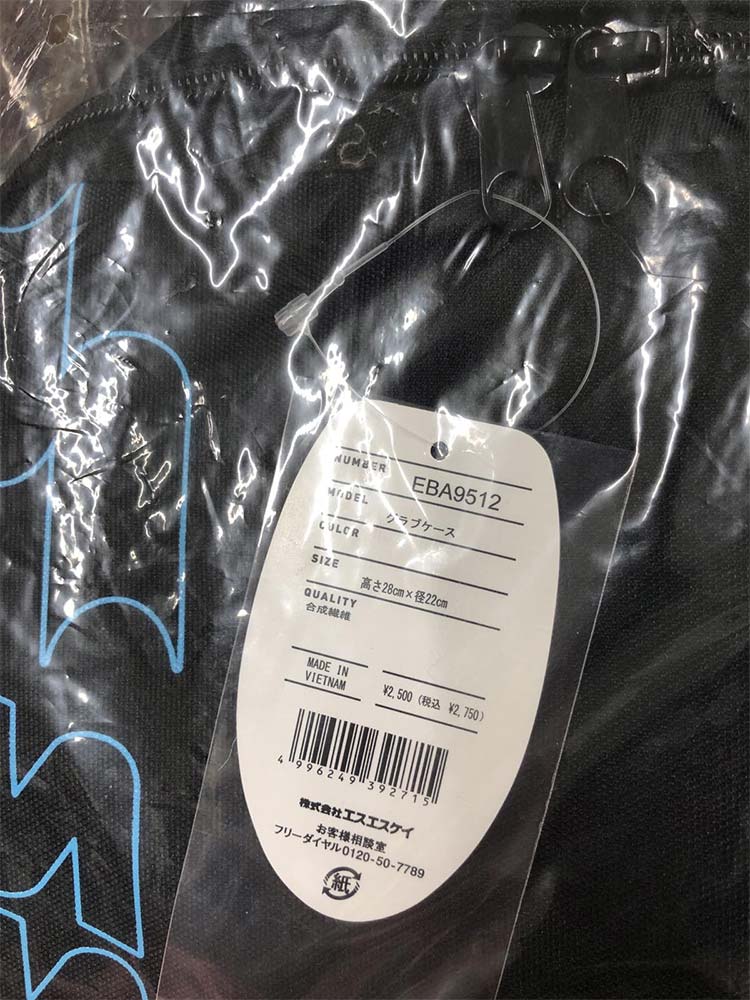 NUMBER EBA9512
MODEL グラブケース
COLOR
SIZE 高さ28cm×径22cm
QUALITY
合成繊維
MADE IN
VIETNAM
¥2,500 (税込 ¥2,750)
4 996249 392715
株式会社エスエスケイ
お客様相談室
フリーダイヤル0120-50-7789
紙